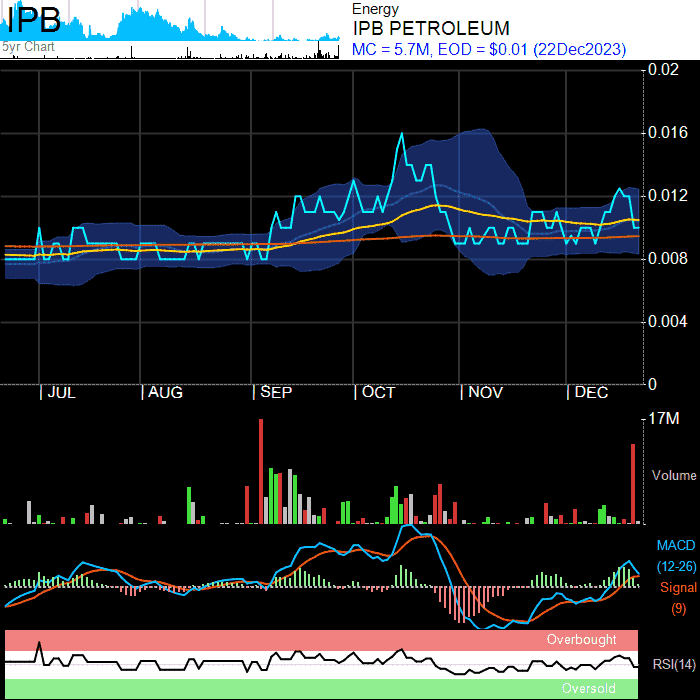 IPB
5yr Chart
Energy
IPB PETROLEUM
MC = 5.7M, EOD = $0.01 (22Dec2023)
0.02
0.016
0.012
0.008
0.004
0
JUL AUG SEP OCT NOV DEC
17M
Volume
MACD
(12-26)
Signal
(9)
Overbought
RSI(14)
Oversold